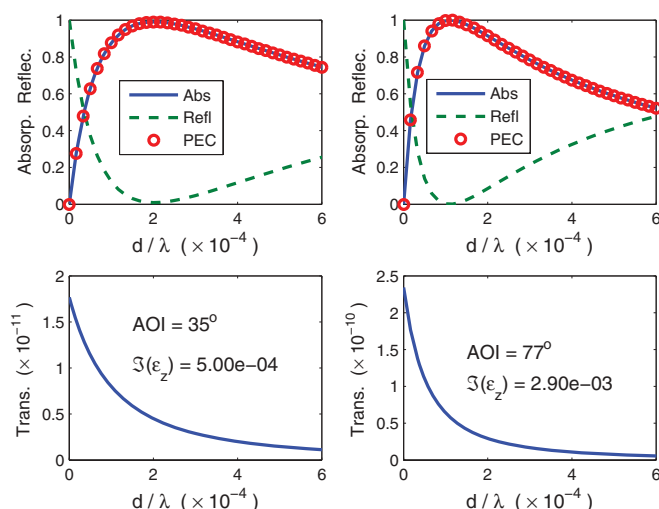 Absorp. Reflec.
1
0.8
0.6
0.4
0.2
0
Abs
Refl
PEC
0 2 4 6
d / λ (× 10⁻⁴)
Absorp. Reflec.
1
0.8
0.6
0.4
0.2
0
Abs
Refl
PEC
0 2 4 6
d / λ (× 10⁻⁴)
Trans. (× 10⁻¹¹)
2
1.5
1
0.5
0
AOI = 35°
ℑ(ε_z) = 5.00e−04
0 2 4 6
d / λ (× 10⁻⁴)
Trans. (× 10⁻¹⁰)
2.5
2
1.5
1
0.5
0
AOI = 77°
ℑ(ε_z) = 2.90e−03
0 2 4 6
d / λ (× 10⁻⁴)